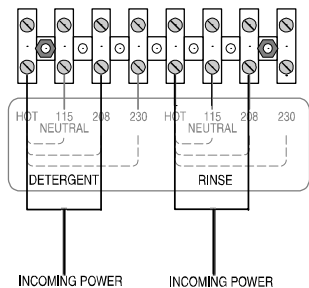 HOT 115 208 230 HOT 115 208 230
NEUTRAL NEUTRAL
DETERGENT RINSE
INCOMING POWER INCOMING POWER